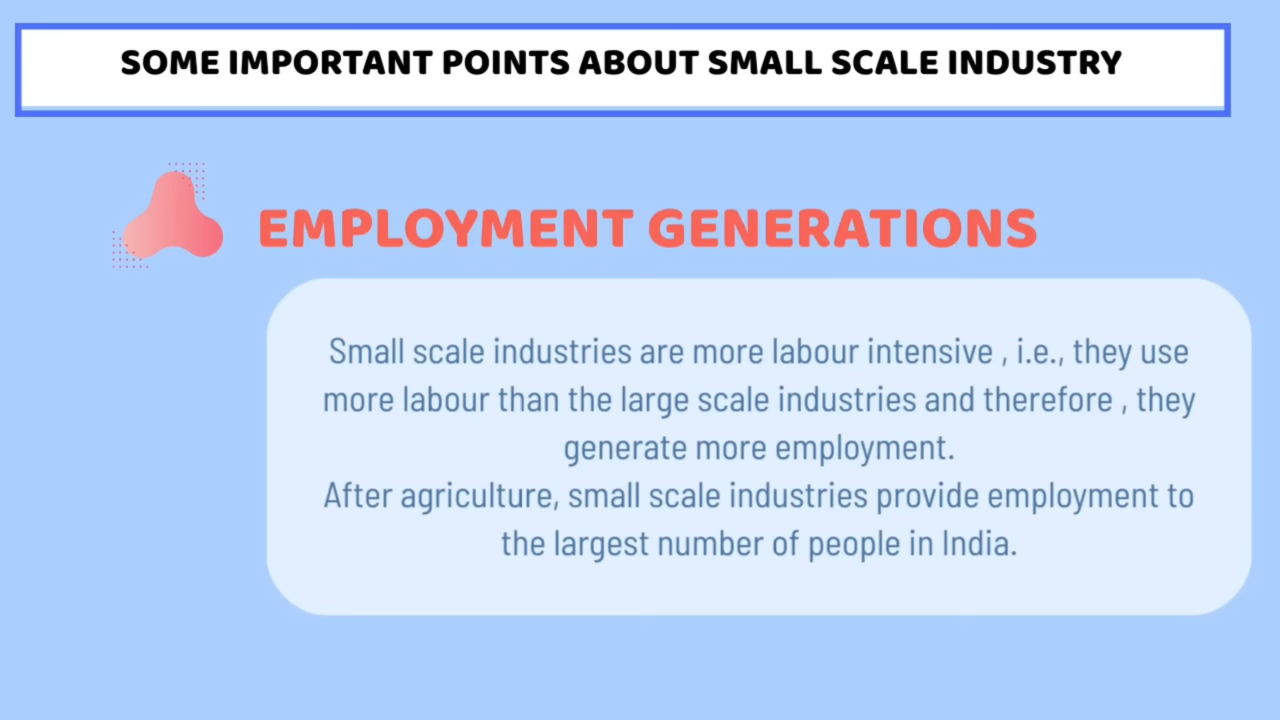 SOME IMPORTANT POINTS ABOUT SMALL SCALE INDUSTRY
EMPLOYMENT GENERATIONS
Small scale industries are more labour intensive , i.e., they use
more labour than the large scale industries and therefore , they
generate more employment.
After agriculture, small scale industries provide employment to
the largest number of people in India.